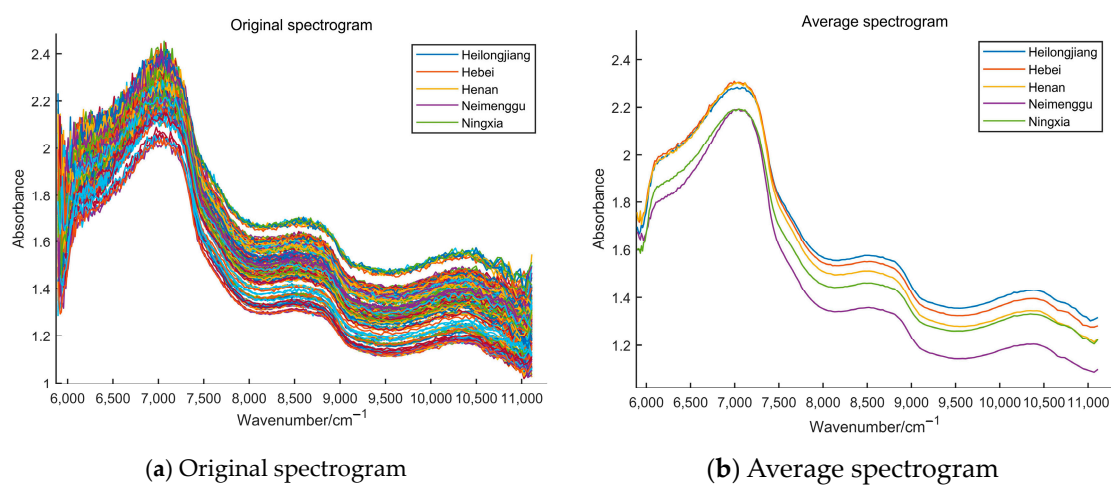 Original spectrogram
2.4
2.2
2
1.8
1.6
1.4
1.2
1
Absorbance
Heilongjiang
Hebei
Henan
Neimenggu
Ningxia
6,000 6,500 7,000 7,500 8,000 8,500 9,000 9,500 10,000 10,500 11,000
Wavenumber/cm⁻¹
(a) Original spectrogram
Average spectrogram
2.4
2.2
2
1.8
1.6
1.4
1.2
Absorbance
Heilongjiang
Hebei
Henan
Neimenggu
Ningxia
6,000 6,500 7,000 7,500 8,000 8,500 9,000 9,500 10,000 10,500 11,000
Wavenumber/cm⁻¹
(b) Average spectrogram